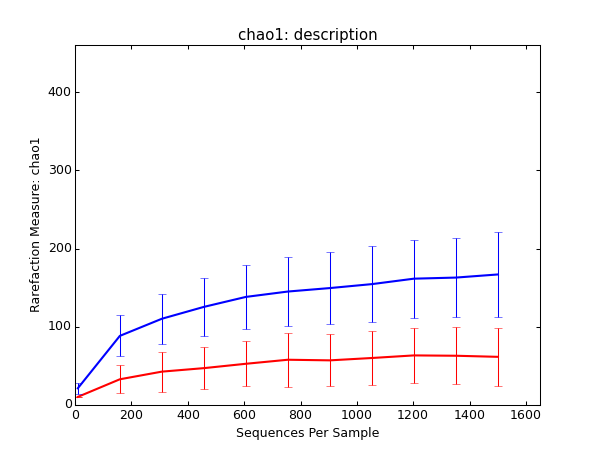 chao1: description
Rarefaction Measure: chao1
400
300
200
100
0
0 200 400 600 800 1000 1200 1400 1600
Sequences Per Sample